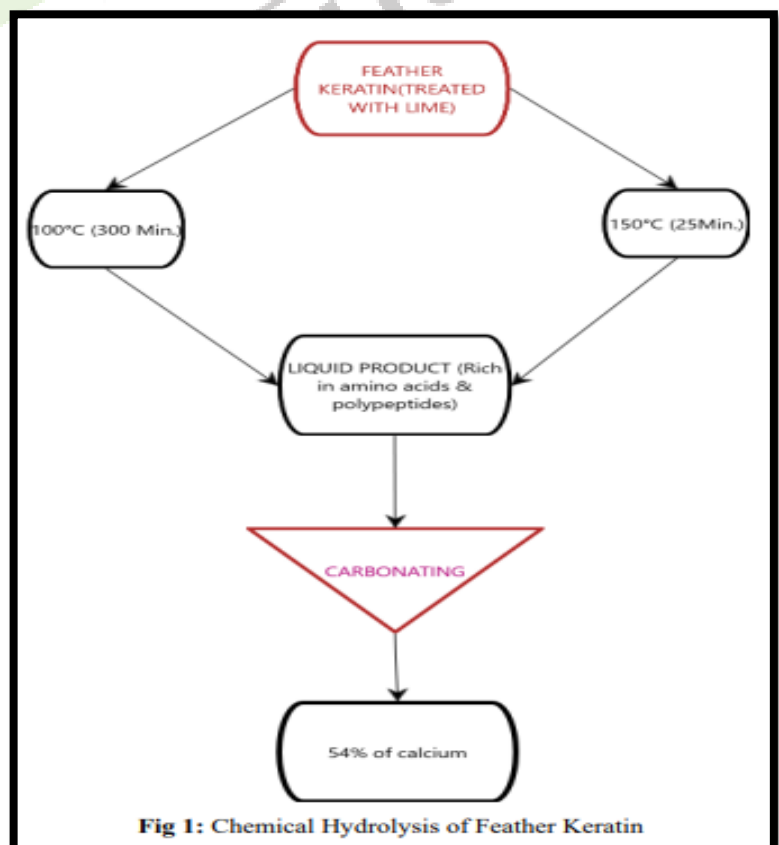 FEATHER
KERATIN(TREATED
WITH LIME)
100°C (300 Min.)
150°C (25Min.)
LIQUID PRODUCT (Rich
in amino acids &
polypeptides)
CARBONATING
54% of calcium
Fig 1: Chemical Hydrolysis of Feather Keratin